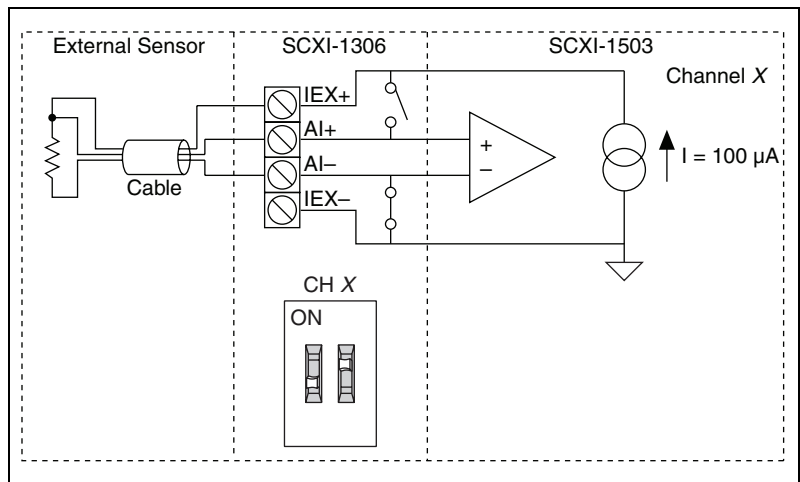 External Sensor
SCXI-1306
SCXI-1503
Channel X
IEX+
AI+
+
I = 100 µA
AI–
–
Cable
IEX–
CH X
ON